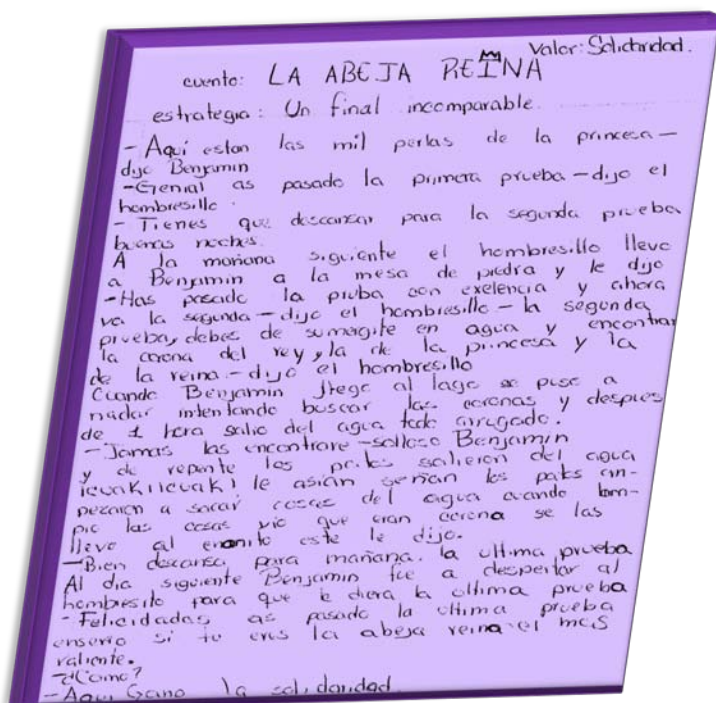 Valor: Solidaridad.
cuento: LA ABEJA REINA
estrategia: Un final incomparable.
- Aquí estan las mil perlas de la princesa -
dijo Benjamin
- Genial as pasado la primera prueba - dijo el
hombresillo.
- Tienes que descansar para la segunda prueba
buenas noches.
A la mañana siguiente el hombresillo llevo
a Benjamin a la mesa de piedra y le dijo
- Has pasado la pruba con exelencia y ahora
va la segunda - dijo el hombresillo - la segunda
prueba, debes de sumergite en agua y encontrar
la corona del rey y la de la princesa y la
de la reina. - dijo el hombresillo
Cuando Benjamin llego al lago se puso a
nadar intentando buscar las coronas y despues
de 1 hora salio del agua todo arrugado.
- Jamas las encontrare - solloso Benjamin
y de repente los patos salieron del agua
¡cuak! ¡cuak! le asian los patos em-
pezaron a sacar cosas del agua cuando lim-
pio las cosas vio que eran corona se las
llevo al enanito este le dijo.
- Bien descansa para mañana. la ultima prueba
Al dia siguiente Benjamin fue a despertar al
hombresito para que le diera la ultima prueba
- Felicidadas as pasado la ultima prueba
enserio si tu eres la abeja reina el mas
valiente.
- ¿Como?
- Aqui Gano la solidaridad.